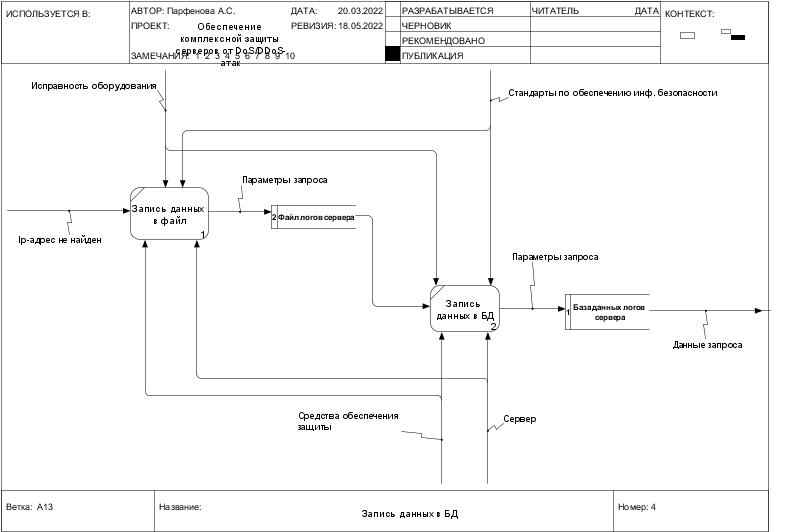 ИСПОЛЬЗУЕТСЯ В:
АВТОР: Парфенова А.С.
ДАТА: 20.03.2022
РАЗРАБАТЫВАЕТСЯ
ЧИТАТЕЛЬ
ДАТА
КОНТЕКСТ:
ПРОЕКТ:
Обеспечение
комплексной защиты
серверов от DoS/DDoS-
атак
РЕВИЗИЯ: 18.05.2022
ЧЕРНОВИК
РЕКОМЕНДОВАНО
ЗАМЕЧАНИЯ: 1 2 3 4 5 6 7 8 9 10
ПУБЛИКАЦИЯ
Исправность оборудования
Стандарты по обеспечению инф. безопасности
Параметры запроса
Запись данных
в файл
1
2 Файл логов сервера
Ip-адрес не найден
Параметры запроса
Запись
данных в БД
2
1
База данных логов
сервера
Данные запроса
Средства обеспечения
защиты
Сервер
Ветка: A13
Название:
Запись данных в БД
Номер: 4